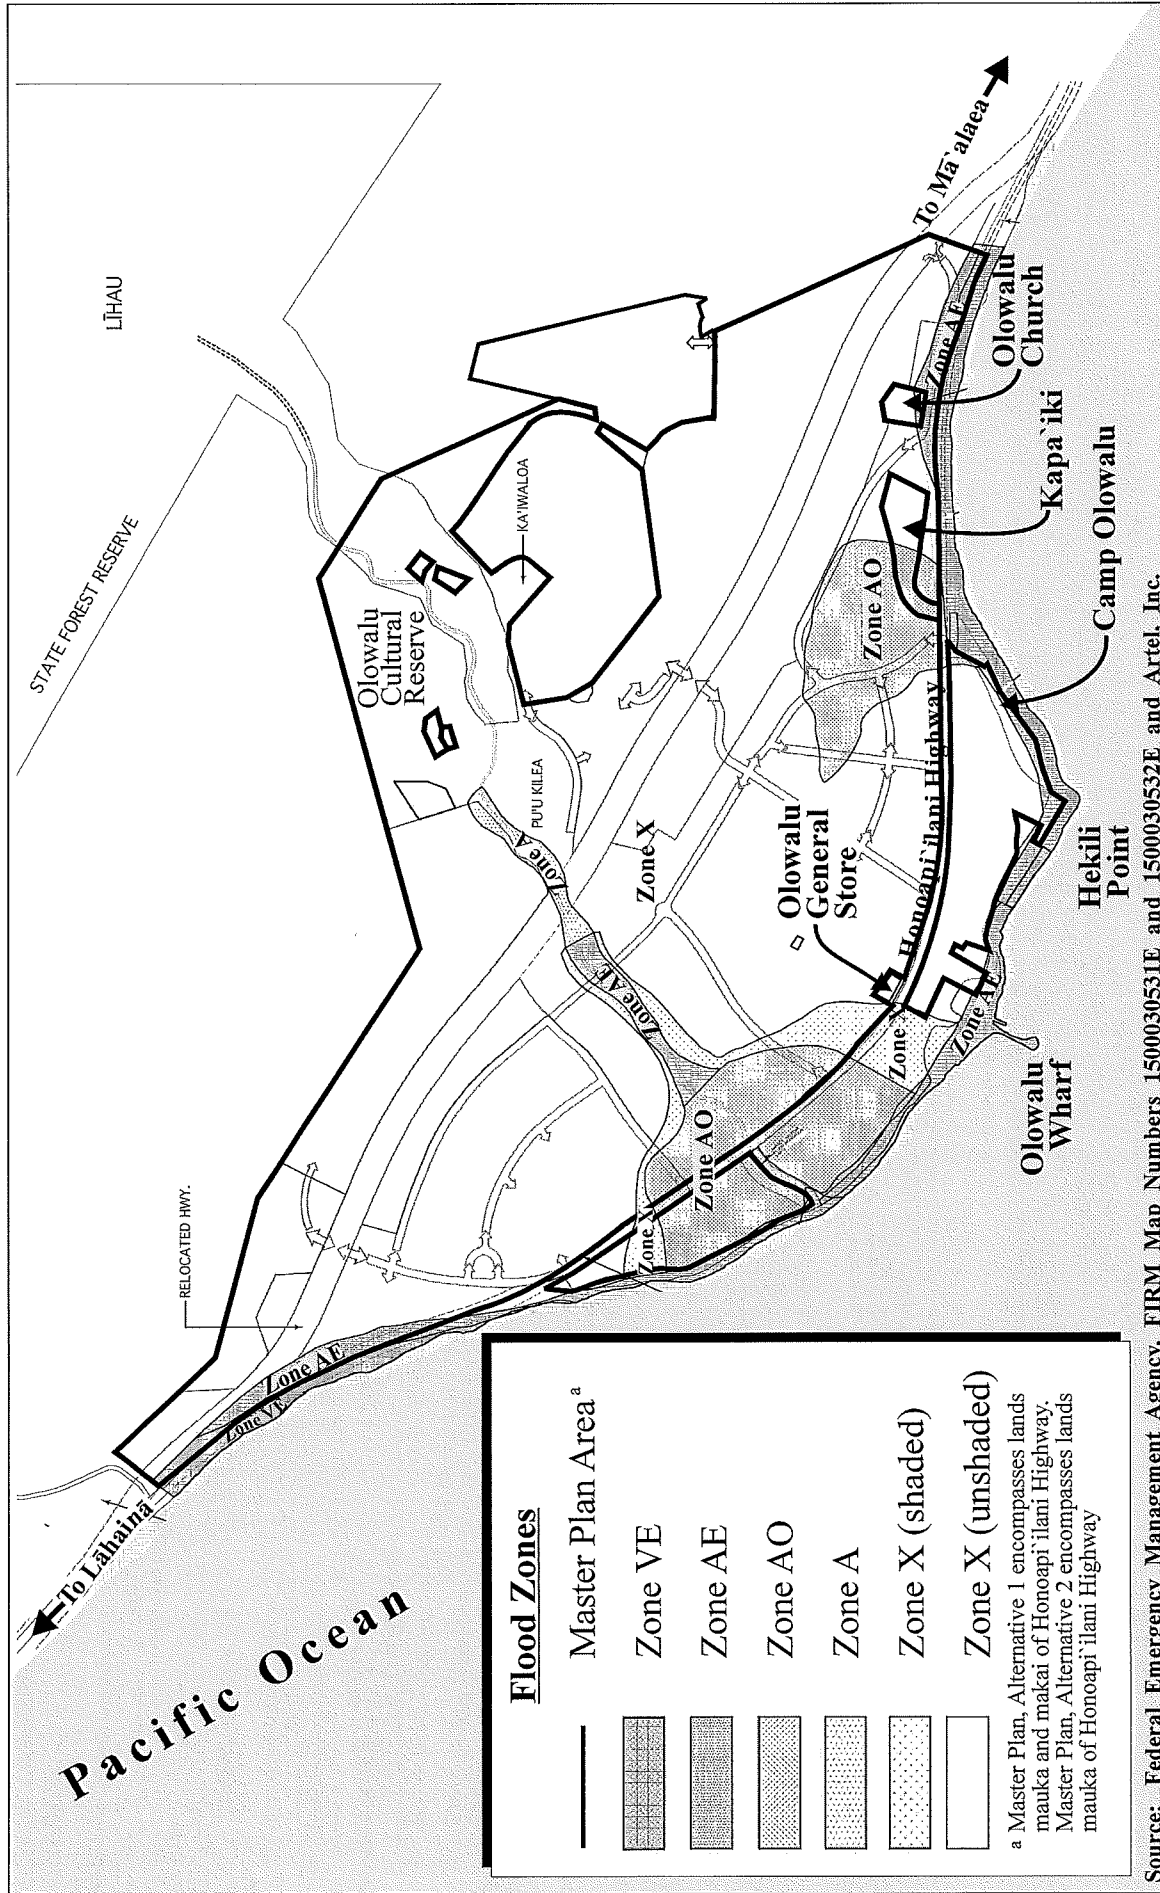 LĪHAU
STATE FOREST RESERVE
To Mā`alaea
RELOCATED HWY.
KA'IWALOA
Olowalu
Cultural
Reserve
PU'U KILEA
Zone A
Zone X
Zone AE
Zone AE
Zone AO
Zone AO
Zone X
Zone X
Olowalu
General
Store
Honoapi`ilani Highway
Zone AE
Olowalu
Church
Kapa`iki
Camp Olowalu
Hekili
Point
Zone AE
Olowalu
Wharf
Zone AE
Zone VE
To Lāhainā
Pacific Ocean
Flood Zones
Master Plan Area a
Zone VE
Zone AE
Zone AO
Zone A
Zone X (shaded)
Zone X (unshaded)
a Master Plan, Alternative 1 encompasses lands
mauka and makai of Honoapi`ilani Highway.
Master Plan, Alternative 2 encompasses lands
mauka of Honoapi`ilani Highway
Source: Federal Emergency Management Agency, FIRM Map Numbers 1500030531E and 1500030532E and Artel, Inc.